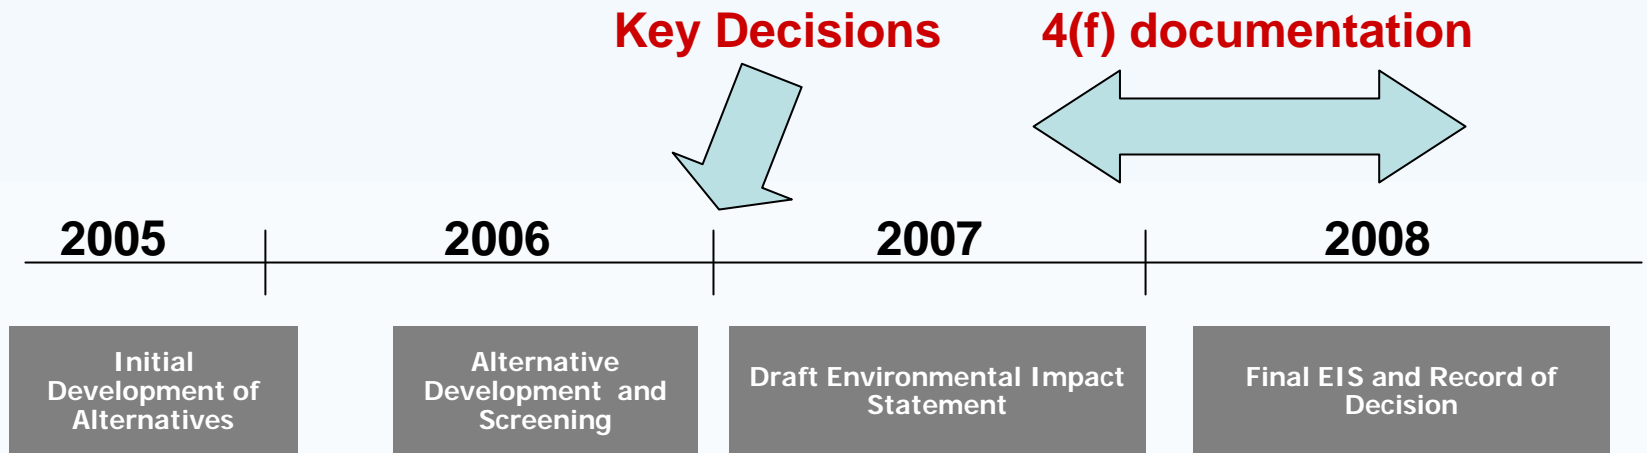 Key Decisions
4(f) documentation
2005
2006
2007
2008
Initial
Development of
Alternatives
Alternative
Development and
Screening
Draft Environmental Impact
Statement
Final EIS and Record of
Decision